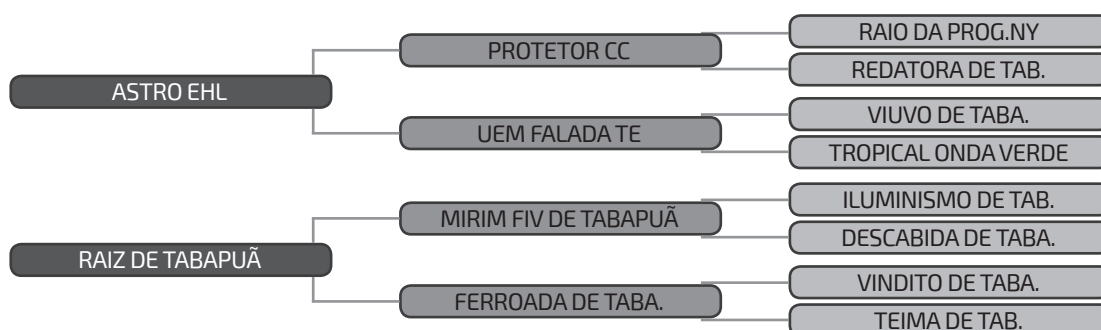 RAIO DA PROG.NY
PROTETOR CC
REDATORA DE TAB.
ASTRO EHL
VIUVO DE TABA.
UEM FALADA TE
TROPICAL ONDA VERDE
ILUMINISMO DE TAB.
MIRIM FIV DE TABAPUÃ
DESCABIDA DE TABA.
RAIZ DE TABAPUÃ
VINDITO DE TABA.
FERROADA DE TABA.
TEIMA DE TAB.